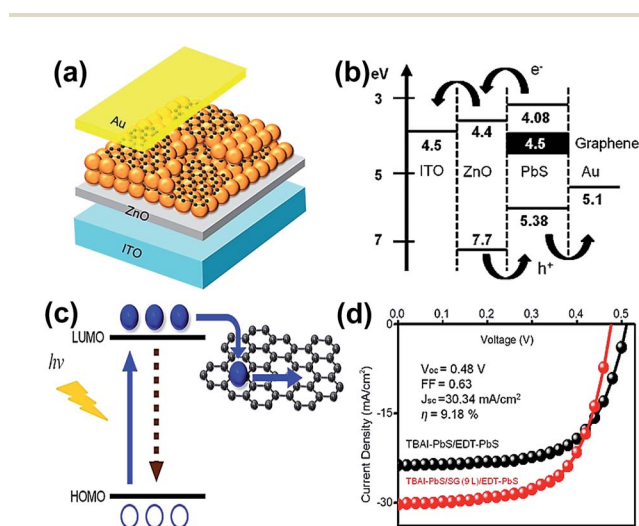 (a)
Au
ZnO
ITO
(b)
eV
3
5
7
e-
4.08
4.4
4.5
4.5
Graphene
ITO
ZnO
PbS
Au
5.1
5.38
7.7
h+
(c)
LUMO
hν
HOMO
(d)
0.0 0.1 0.2 0.3 0.4 0.5
Voltage (V)
0
-15
-30
Current Density (mA/cm²)
Voc = 0.48 V
FF = 0.63
Jsc=30.34 mA/cm²
η = 9.18 %
TBAI-PbS/EDT-PbS
TBAI-PbS/SG (9 L)/EDT-PbS